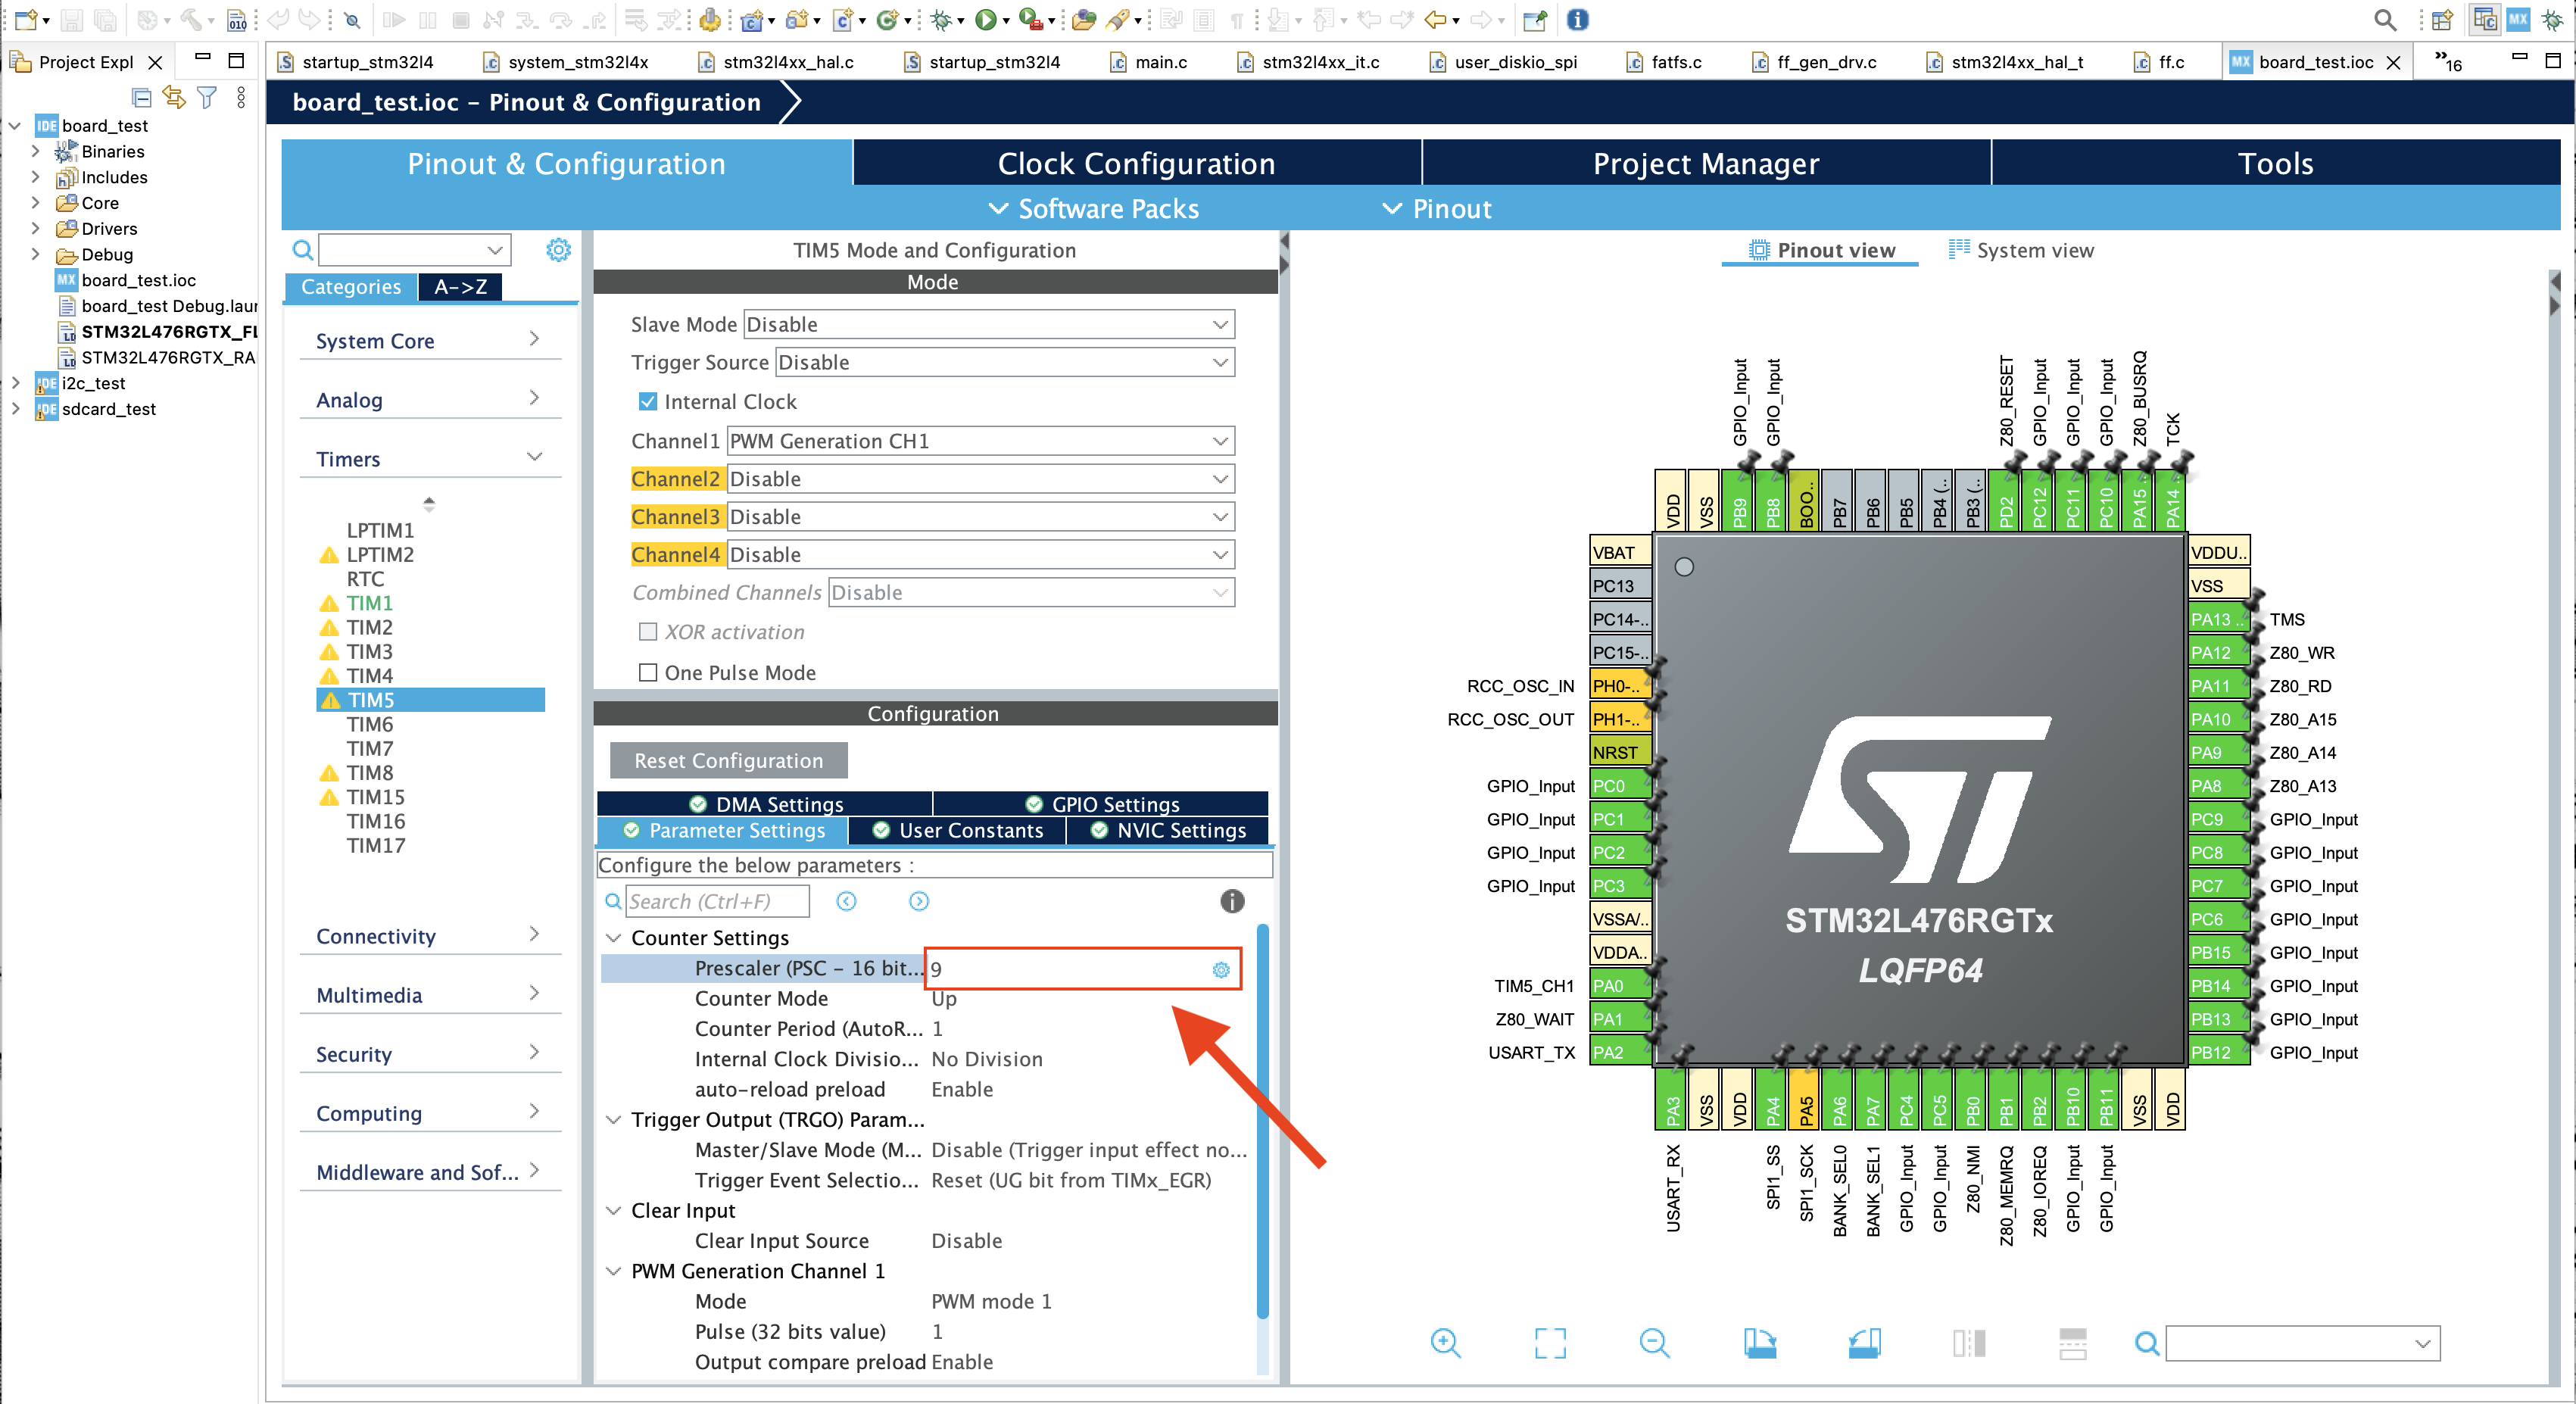 Project Expl
startup_stm32l4
system_stm32l4x
stm32l4xx_hal.c
startup_stm32l4
main.c
stm32l4xx_it.c
user_diskio_spi
fatfs.c
ff_gen_drv.c
stm32l4xx_hal_t
ff.c
MX board_test.ioc
»16
IDE board_test
Binaries
Includes
Core
Drivers
Debug
MX board_test.ioc
board_test Debug.laur
STM32L476RGTX_FL
STM32L476RGTX_RA
IDE i2c_test
IDE sdcard_test
board_test.ioc - Pinout & Configuration
Pinout & Configuration
Clock Configuration
Project Manager
Tools
Software Packs
Pinout
Categories
A->Z
System Core
Analog
Timers
LPTIM1
LPTIM2
RTC
TIM1
TIM2
TIM3
TIM4
TIM5
TIM6
TIM7
TIM8
TIM15
TIM16
TIM17
Connectivity
Multimedia
Security
Computing
Middleware and Sof...
TIM5 Mode and Configuration
Mode
Slave Mode Disable
Trigger Source Disable
Internal Clock
Channel1 PWM Generation CH1
Channel2 Disable
Channel3 Disable
Channel4 Disable
Combined Channels Disable
XOR activation
One Pulse Mode
Configuration
Reset Configuration
DMA Settings
GPIO Settings
Parameter Settings
User Constants
NVIC Settings
Configure the below parameters :
Search (Ctrl+F)
Counter Settings
Prescaler (PSC - 16 bit... 9
Counter Mode Up
Counter Period (AutoR... 1
Internal Clock Divisio... No Division
auto-reload preload Enable
Trigger Output (TRGO) Param...
Master/Slave Mode (M... Disable (Trigger input effect no...
Trigger Event Selectio... Reset (UG bit from TIMx_EGR)
Clear Input
Clear Input Source Disable
PWM Generation Channel 1
Mode PWM mode 1
Pulse (32 bits value) 1
Output compare preload Enable
Pinout view
System view
GPIO_Input
GPIO_Input
Z80_RESET
GPIO_Input
GPIO_Input
GPIO_Input
Z80_BUSRQ
TCK
VDD
VSS
PB9
PB8
BOO..
PB7
PB6
PB5
PB4 (..
PB3 (..
PD2
PC12
PC11
PC10
PA15 ..
PA14 ..
VBAT
PC13
PC14-..
PC15-..
RCC_OSC_IN PH0-..
RCC_OSC_OUT PH1-..
NRST
GPIO_Input PC0
GPIO_Input PC1
GPIO_Input PC2
GPIO_Input PC3
VSSA/..
VDDA..
TIM5_CH1 PA0
Z80_WAIT PA1
USART_TX PA2
STM32L476RGTx
LQFP64
VDDU..
VSS
PA13 .. TMS
PA12 Z80_WR
PA11 Z80_RD
PA10 Z80_A15
PA9 Z80_A14
PA8 Z80_A13
PC9 GPIO_Input
PC8 GPIO_Input
PC7 GPIO_Input
PC6 GPIO_Input
PB15 GPIO_Input
PB14 GPIO_Input
PB13 GPIO_Input
PB12 GPIO_Input
PA3
VSS
VDD
PA4
PA5
PA6
PA7
PC4
PC5
PB0
PB1
PB2
PB10
PB11
VSS
VDD
USART_RX
SPI1_SS
SPI1_SCK
BANK_SEL0
BANK_SEL1
GPIO_Input
GPIO_Input
Z80_NMI
Z80_MEMRQ
Z80_IOREQ
GPIO_Input
GPIO_Input